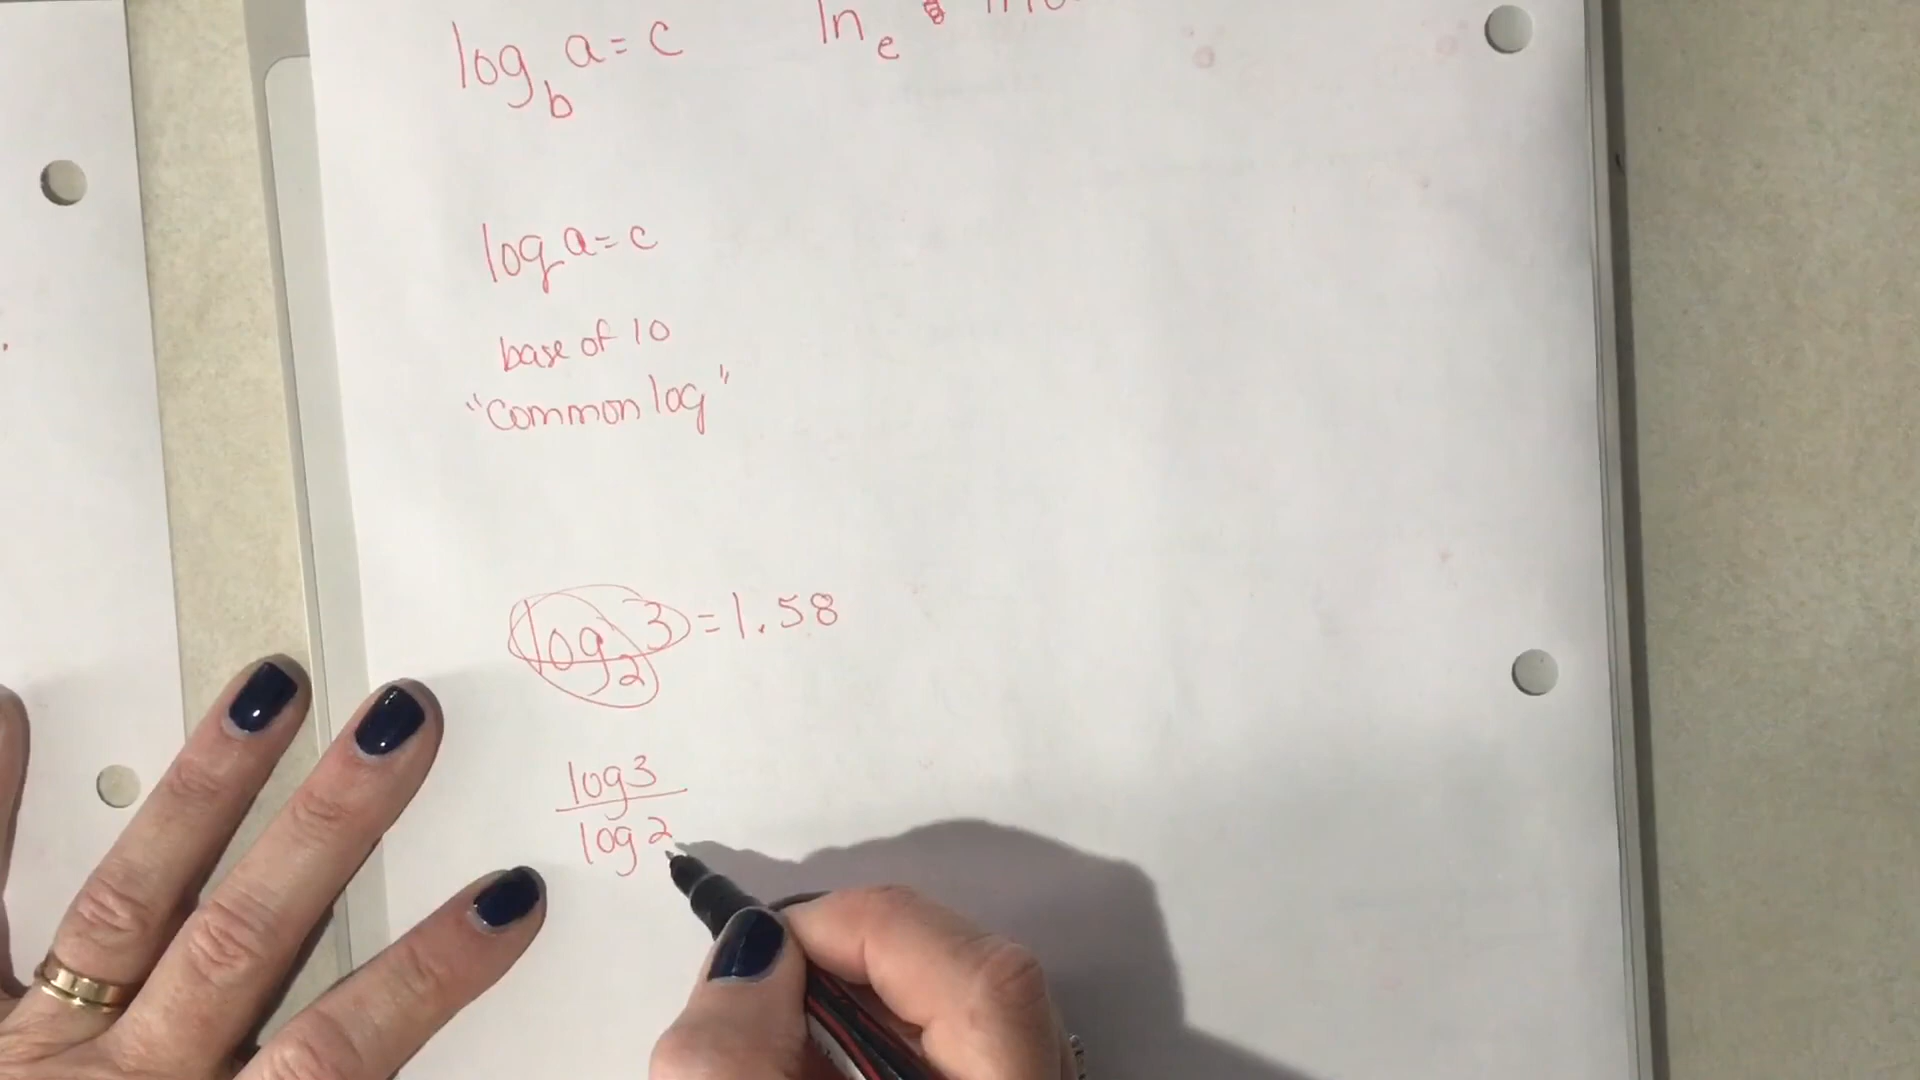 log_b a = c
ln_e
log a = c
base of 10
"common log"
log_2 3 = 1.58
log 3
log 2